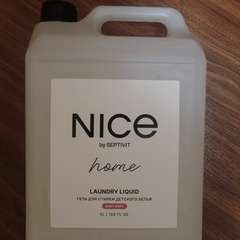 NICE
by SEPTIVIT
home
LAUNDRY LIQUID
ГЕЛЬ ДЛЯ СТИРКИ ДЕТСКОГО БЕЛЬЯ